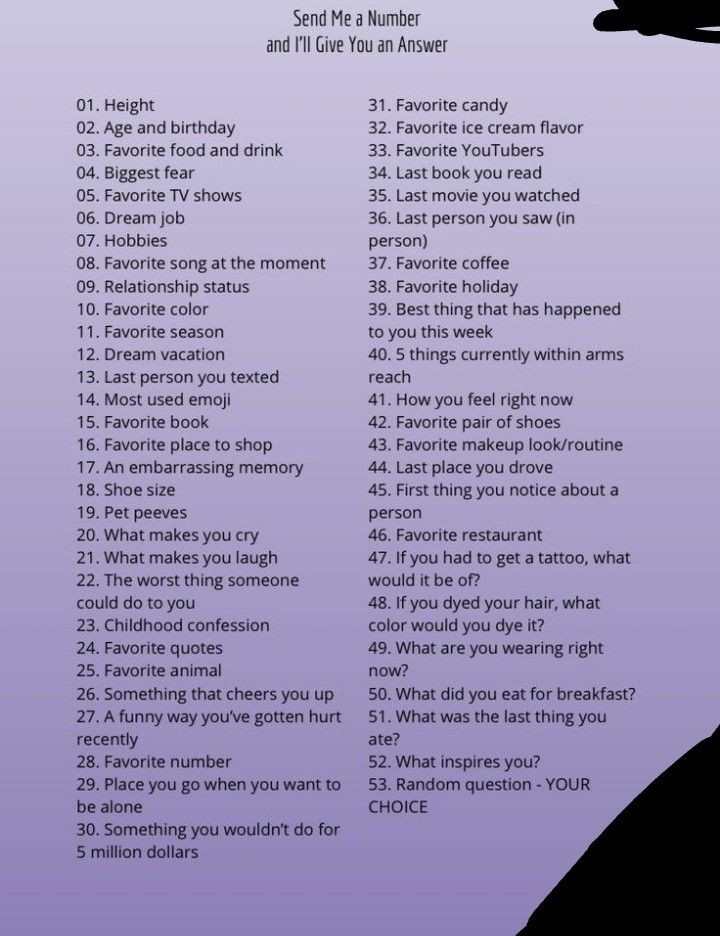 Send Me a Number
and I'll Give You an Answer
01. Height
02. Age and birthday
03. Favorite food and drink
04. Biggest fear
05. Favorite TV shows
06. Dream job
07. Hobbies
08. Favorite song at the moment
09. Relationship status
10. Favorite color
11. Favorite season
12. Dream vacation
13. Last person you texted
14. Most used emoji
15. Favorite book
16. Favorite place to shop
17. An embarrassing memory
18. Shoe size
19. Pet peeves
20. What makes you cry
21. What makes you laugh
22. The worst thing someone
could do to you
23. Childhood confession
24. Favorite quotes
25. Favorite animal
26. Something that cheers you up
27. A funny way you've gotten hurt
recently
28. Favorite number
29. Place you go when you want to
be alone
30. Something you wouldn't do for
5 million dollars
31. Favorite candy
32. Favorite ice cream flavor
33. Favorite YouTubers
34. Last book you read
35. Last movie you watched
36. Last person you saw (in
person)
37. Favorite coffee
38. Favorite holiday
39. Best thing that has happened
to you this week
40. 5 things currently within arms
reach
41. How you feel right now
42. Favorite pair of shoes
43. Favorite makeup look/routine
44. Last place you drove
45. First thing you notice about a
person
46. Favorite restaurant
47. If you had to get a tattoo, what
would it be of?
48. If you dyed your hair, what
color would you dye it?
49. What are you wearing right
now?
50. What did you eat for breakfast?
51. What was the last thing you
ate?
52. What inspires you?
53. Random question - YOUR
CHOICE